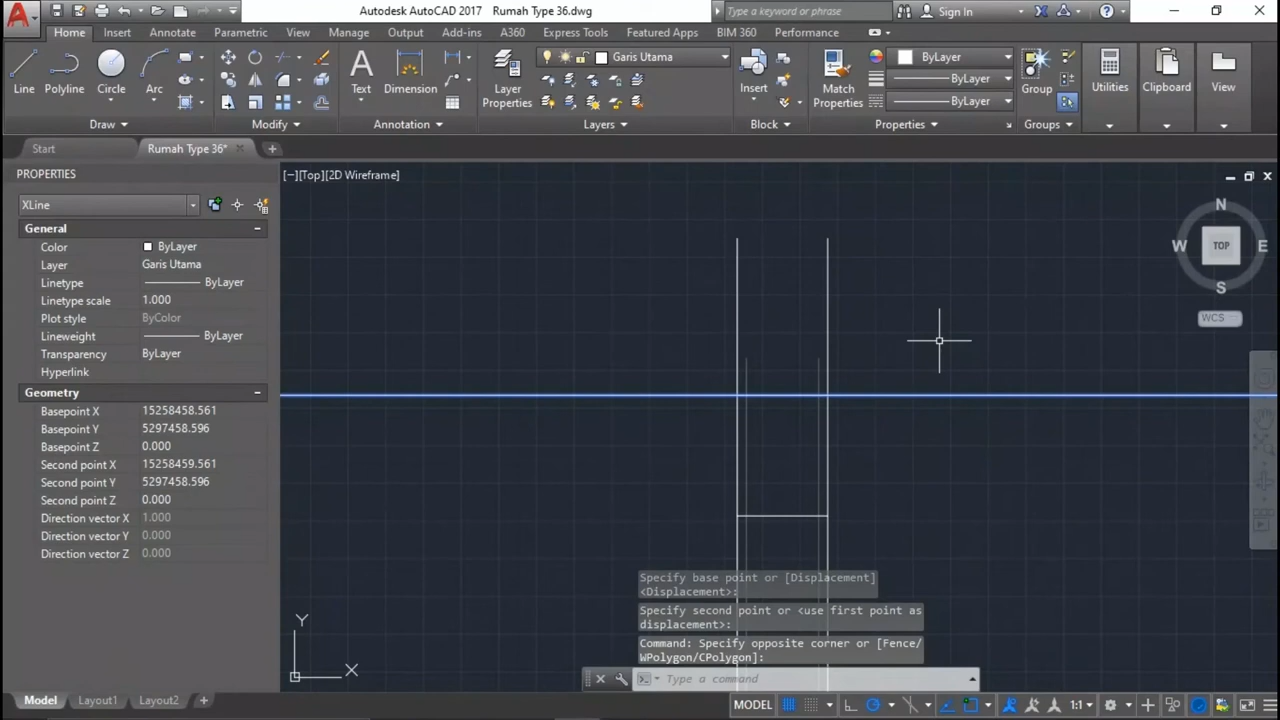 Autodesk AutoCAD 2017 Rumah Type 36.dwg
Type a keyword or phrase
Sign In
Home Insert Annotate Parametric View Manage Output Add-ins A360 Express Tools Featured Apps BIM 360 Performance
Garis Utama
ByLayer
ByLayer
ByLayer
Line Polyline Circle Arc Text Dimension Layer Properties Insert Match Properties Group Utilities Clipboard View
Draw Modify Annotation Layers Block Properties Groups
Start Rumah Type 36*
PROPERTIES
[−][Top][2D Wireframe]
XLine
General
Color ByLayer
Layer Garis Utama
Linetype ByLayer
Linetype scale 1.000
Plot style ByColor
Lineweight ByLayer
Transparency ByLayer
Hyperlink
Geometry
Basepoint X 15258458.561
Basepoint Y 5297458.596
Basepoint Z 0.000
Second point X 15258459.561
Second point Y 5297458.596
Second point Z 0.000
Direction vector X 1.000
Direction vector Y 0.000
Direction vector Z 0.000
N
W TOP E
S
WCS
Y
X
Specify base point or [Displacement]
<Displacement>:
Specify second point or <use first point as
displacement>:
Command: Specify opposite corner or [Fence/
WPolygon/CPolygon]:
Type a command
Model Layout1 Layout2
MODEL 1:1